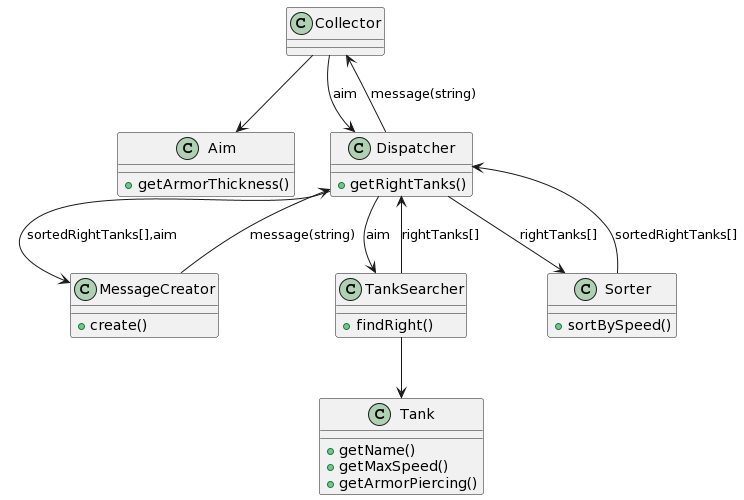 C Collector
aim
message(string)
C Aim
getArmorThickness()
C Dispatcher
getRightTanks()
sortedRightTanks[],aim
message(string)
aim
rightTanks[]
rightTanks[]
sortedRightTanks[]
C MessageCreator
create()
C TankSearcher
findRight()
C Sorter
sortBySpeed()
C Tank
getName()
getMaxSpeed()
getArmorPiercing()